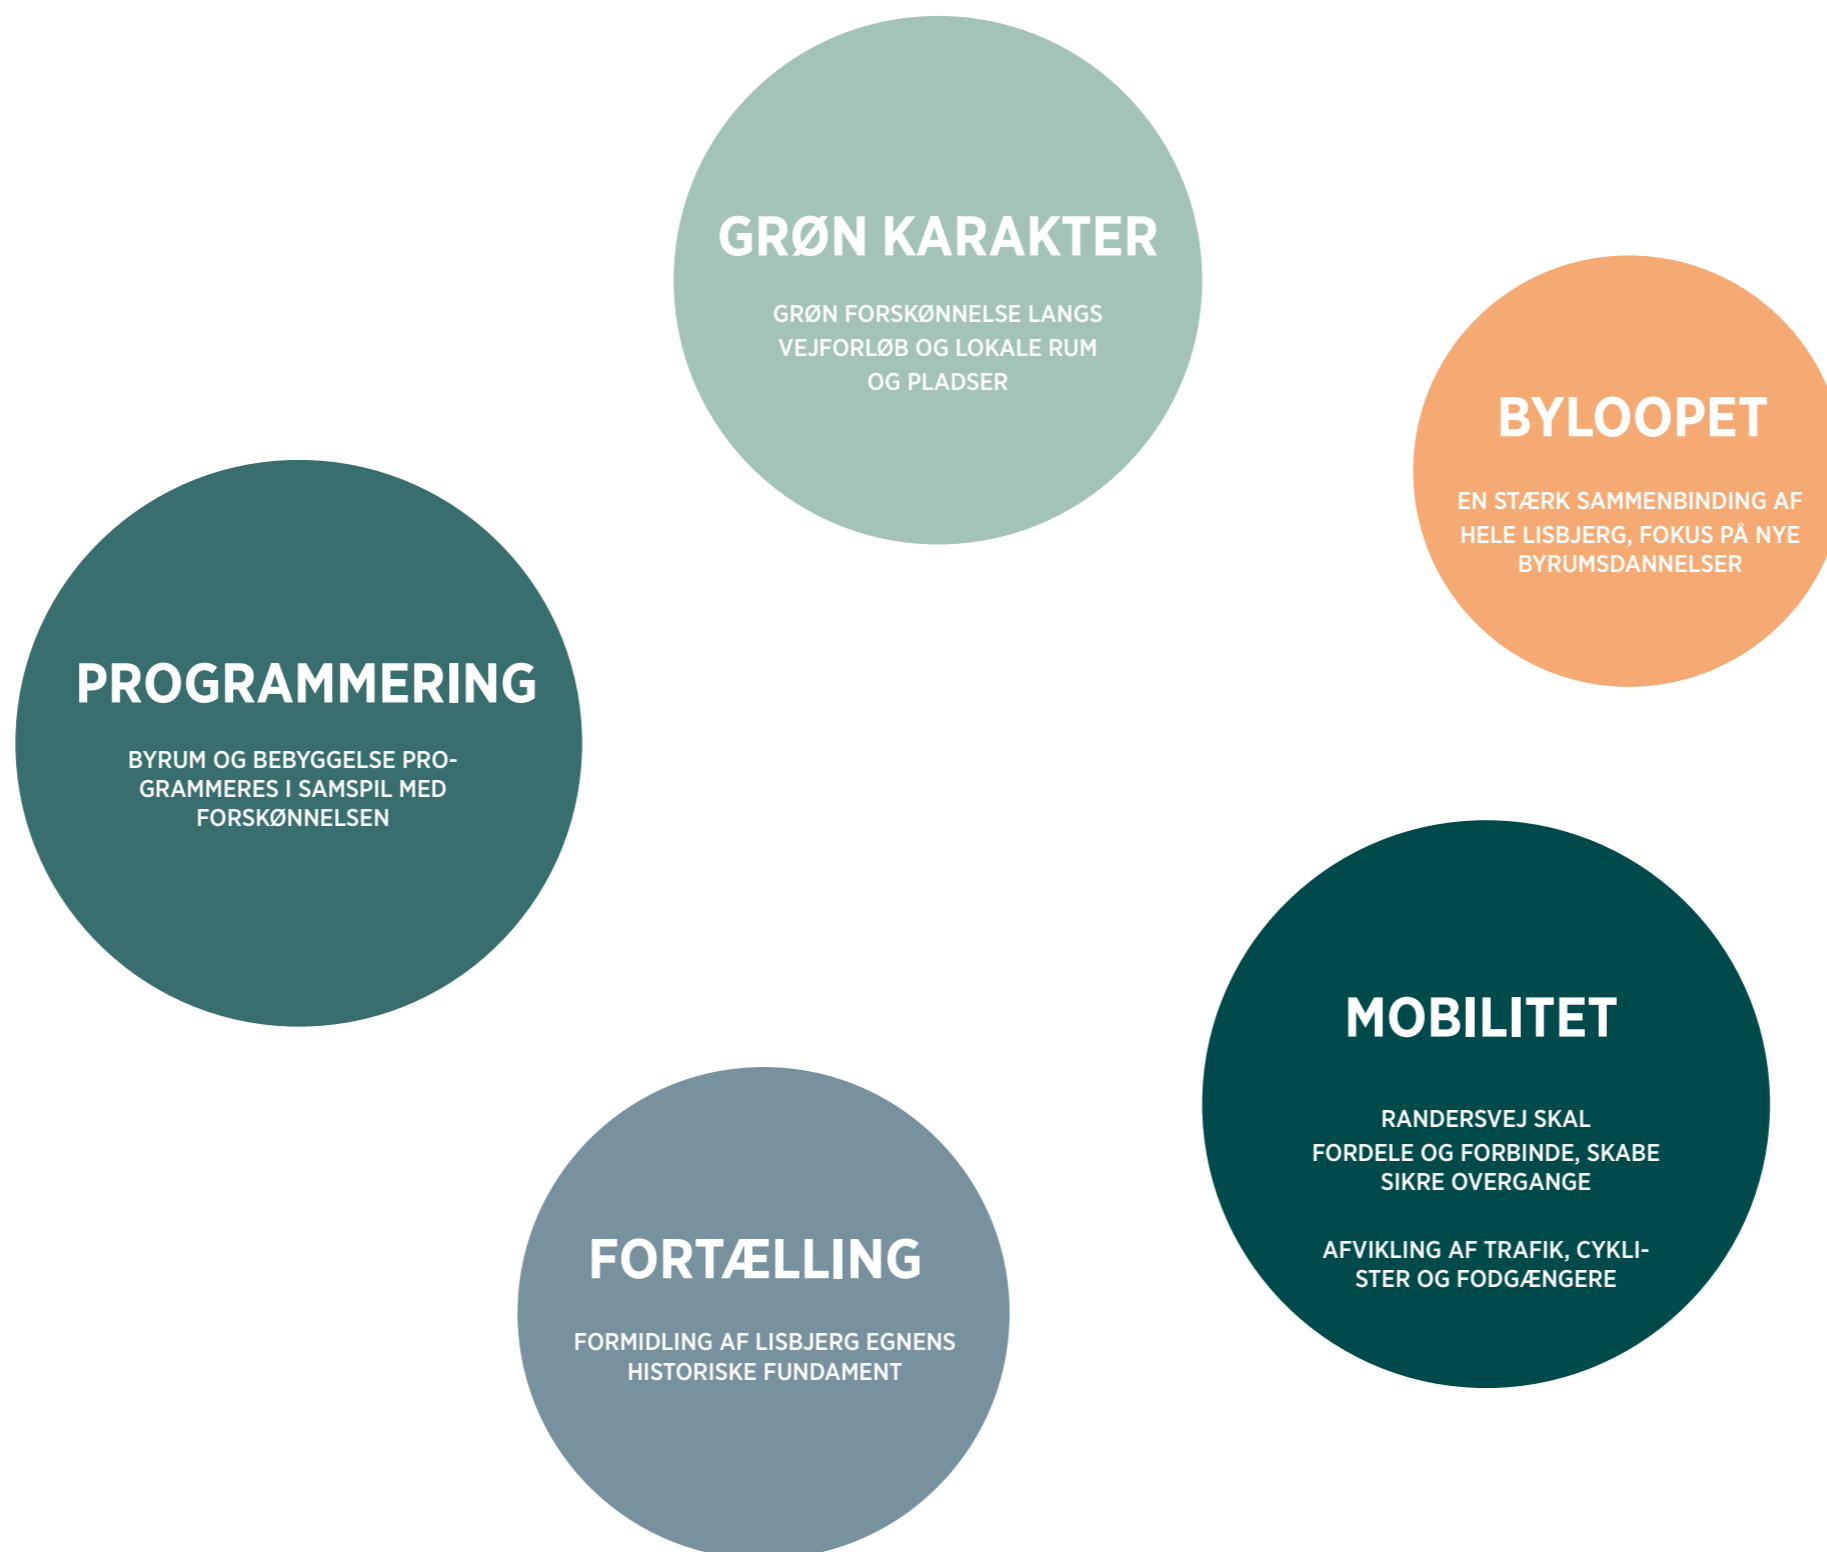 GRØN KARAKTER
GRØN FORSKØNNELSE LANGS
VEJFORLØB OG LOKALE RUM
OG PLADSER
BYLOOPET
EN STÆRK SAMMENBINDING AF
HELE LISBJERG, FOKUS PÅ NYE
BYRUMSDANNELSER
PROGRAMMERING
BYRUM OG BEBYGGELSE PRO-
GRAMMERES I SAMSPIL MED
FORSKØNNELSEN
MOBILITET
RANDERSVEJ SKAL
FORDELE OG FORBINDE, SKABE
SIKRE OVERGANGE
AFVIKLING AF TRAFIK, CYKLI-
STER OG FODGÆNGERE
FORTÆLLING
FORMIDLING AF LISBJERG EGNENS
HISTORISKE FUNDAMENT